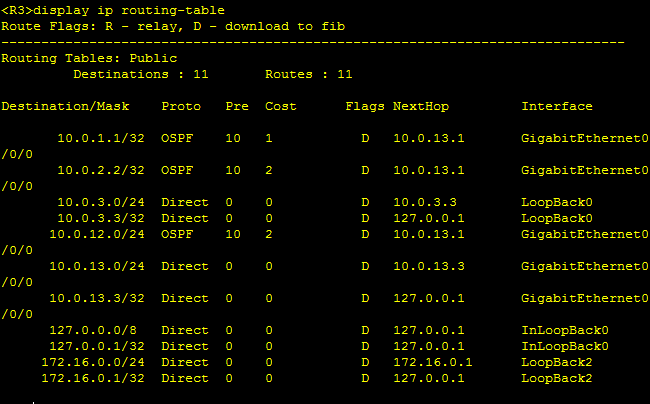 <R3>display ip routing-table
Route Flags: R - relay, D - download to fib
------------------------------------------------------------------------------
Routing Tables: Public
         Destinations : 11       Routes : 11

Destination/Mask    Proto   Pre  Cost      Flags NextHop         Interface

       10.0.1.1/32  OSPF    10   1           D   10.0.13.1       GigabitEthernet0
/0/0
       10.0.2.2/32  OSPF    10   2           D   10.0.13.1       GigabitEthernet0
/0/0
       10.0.3.0/24  Direct  0    0           D   10.0.3.3        LoopBack0
       10.0.3.3/32  Direct  0    0           D   127.0.0.1       LoopBack0
      10.0.12.0/24  OSPF    10   2           D   10.0.13.1       GigabitEthernet0
/0/0
      10.0.13.0/24  Direct  0    0           D   10.0.13.3       GigabitEthernet0
/0/0
      10.0.13.3/32  Direct  0    0           D   127.0.0.1       GigabitEthernet0
/0/0
      127.0.0.0/8   Direct  0    0           D   127.0.0.1       InLoopBack0
      127.0.0.1/32  Direct  0    0           D   127.0.0.1       InLoopBack0
     172.16.0.0/24  Direct  0    0           D   172.16.0.1      LoopBack2
     172.16.0.1/32  Direct  0    0           D   127.0.0.1       LoopBack2